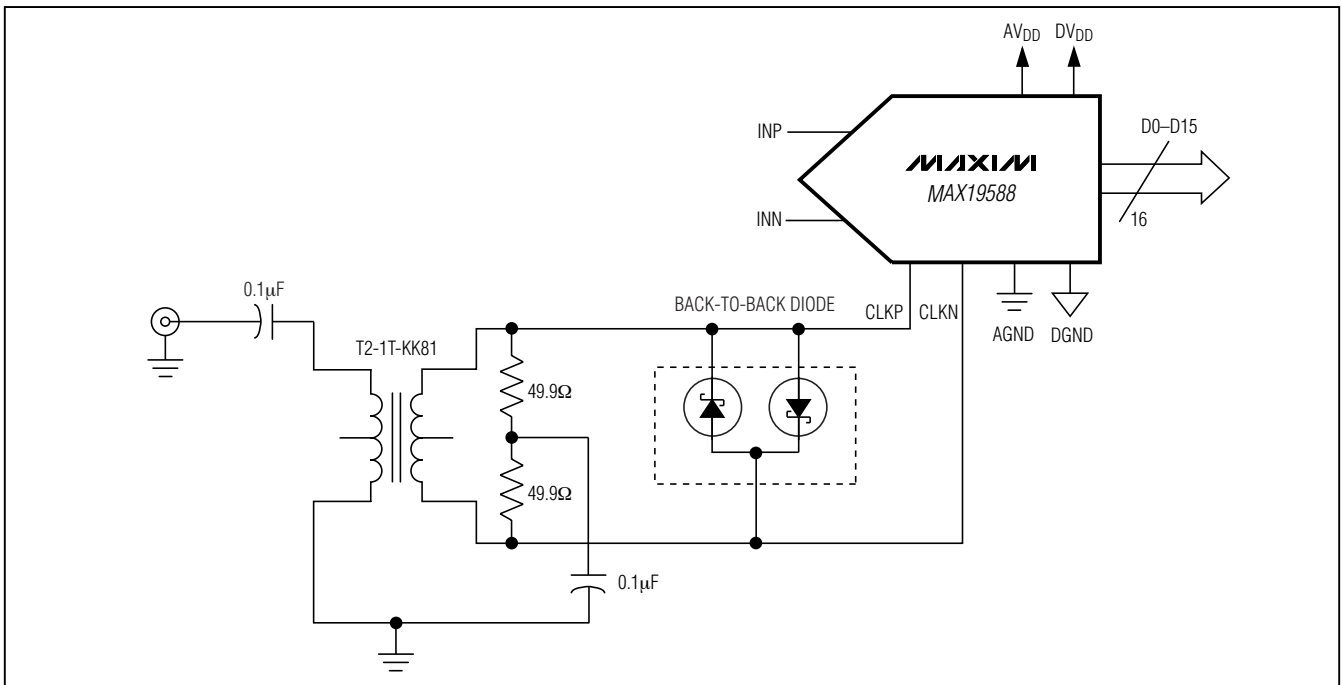 AVDD DVDD
INP
D0–D15
MAXIM
MAX19588
INN
16
0.1μF
BACK-TO-BACK DIODE
CLKP CLKN
AGND DGND
T2-1T-KK81
49.9Ω
49.9Ω
0.1μF